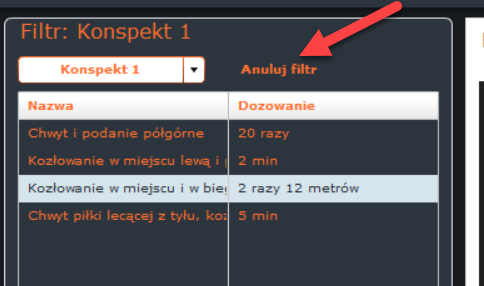 Filtr: Konspekt 1
Konspekt 1 Anuluj filtr
Nazwa Dozowanie
Chwyt i podanie półgórne 20 razy
Kozłowanie w miejscu lewą i 2 min
Kozłowanie w miejscu i w bieg 2 razy 12 metrów
Chwyt piłki lecącej z tyłu, koz 5 min